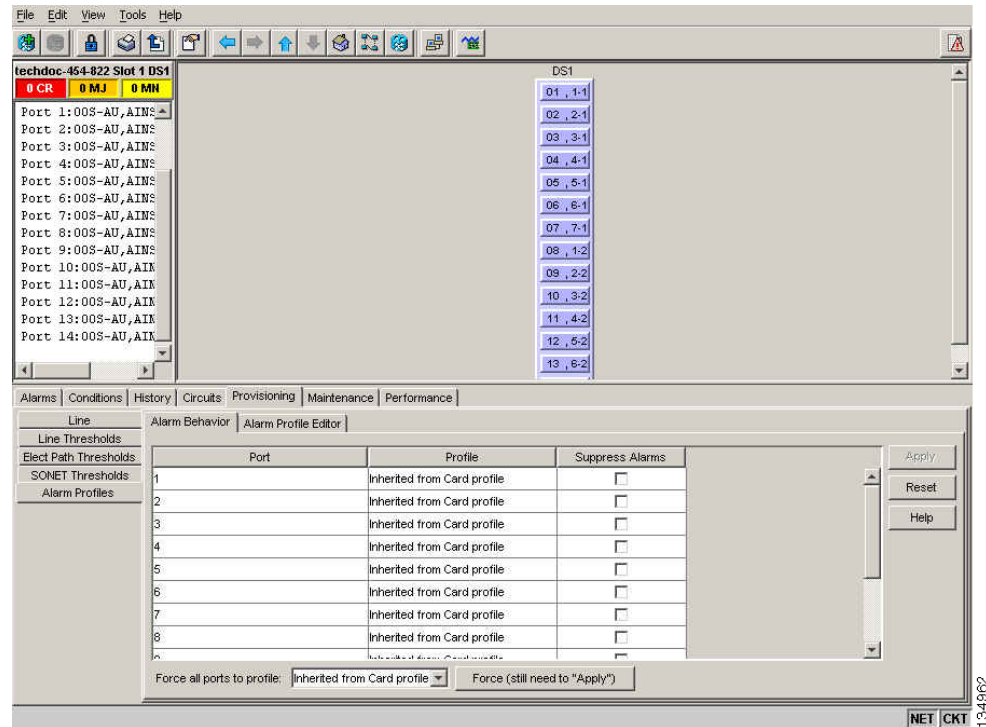 File Edit View Tools Help
techdoc-454-822 Slot 1 DS1
0 CR 0 MJ 0 MN
Port 1:OOS-AU,AINS
Port 2:OOS-AU,AINS
Port 3:OOS-AU,AINS
Port 4:OOS-AU,AINS
Port 5:OOS-AU,AINS
Port 6:OOS-AU,AINS
Port 7:OOS-AU,AINS
Port 8:OOS-AU,AINS
Port 9:OOS-AU,AINS
Port 10:OOS-AU,AIN
Port 11:OOS-AU,AIN
Port 12:OOS-AU,AIN
Port 13:OOS-AU,AIN
Port 14:OOS-AU,AIN
DS1
01 , 1-1
02 , 2-1
03 , 3-1
04 , 4-1
05 , 5-1
06 , 6-1
07 , 7-1
08 , 1-2
09 , 2-2
10 , 3-2
11 , 4-2
12 , 5-2
13 , 6-2
Alarms Conditions History Circuits Provisioning Maintenance Performance
Line
Line Thresholds
Elect Path Thresholds
SONET Thresholds
Alarm Profiles
Alarm Behavior Alarm Profile Editor
Port Profile Suppress Alarms
1 Inherited from Card profile
2 Inherited from Card profile
3 Inherited from Card profile
4 Inherited from Card profile
5 Inherited from Card profile
6 Inherited from Card profile
7 Inherited from Card profile
8 Inherited from Card profile
Apply
Reset
Help
Force all ports to profile: Inherited from Card profile Force (still need to "Apply")
NET CKT
134962